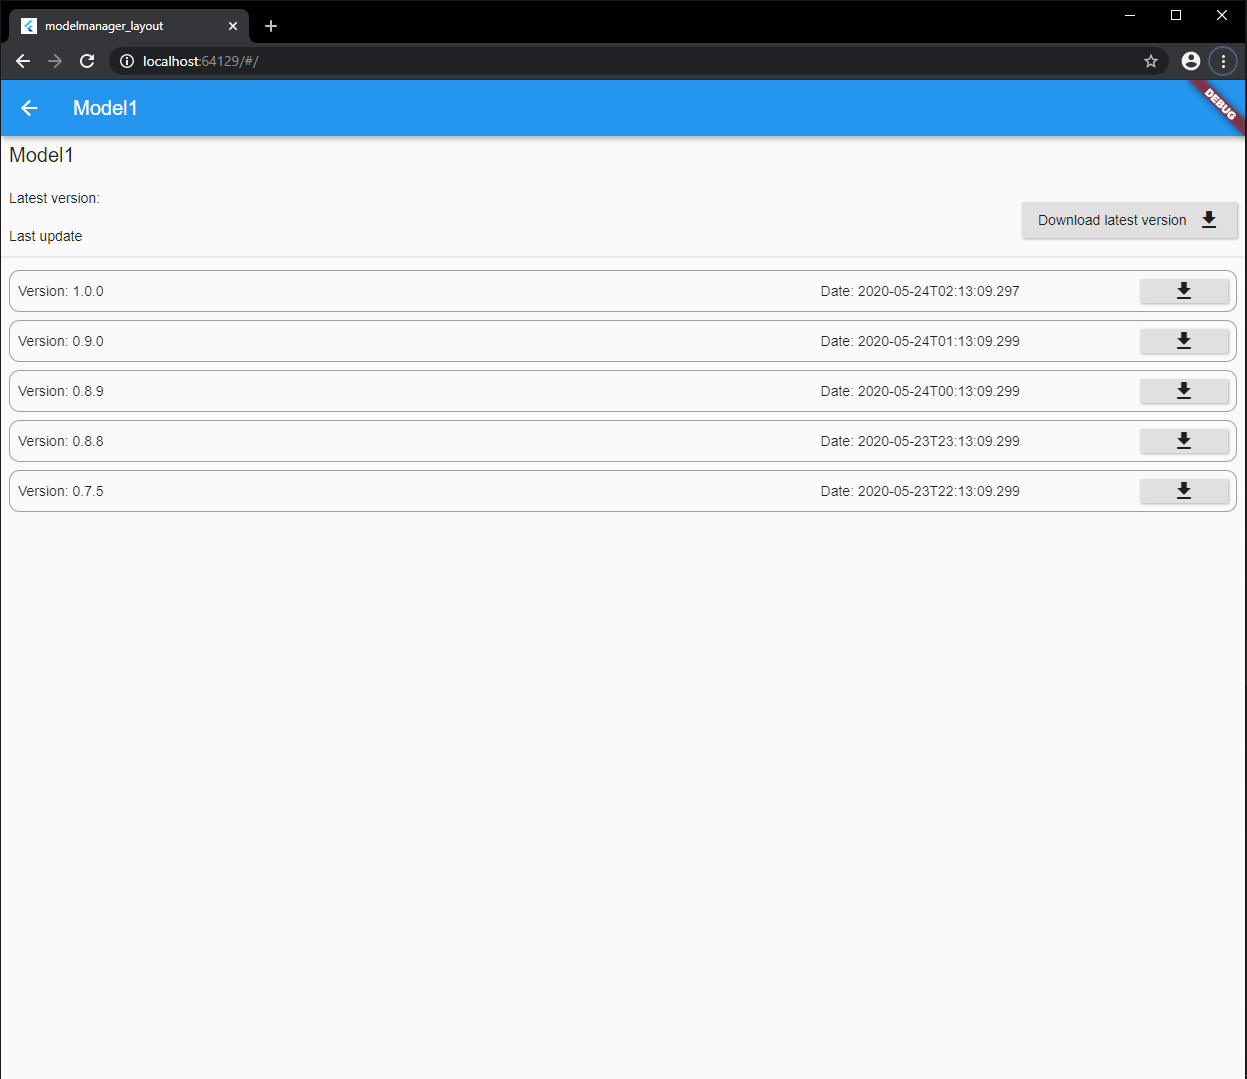 modelmanager_layout
localhost:64129/#/
Model1
DEBUG
Model1
Latest version:
Download latest version
Last update
Version: 1.0.0 Date: 2020-05-24T02:13:09.297
Version: 0.9.0 Date: 2020-05-24T01:13:09.299
Version: 0.8.9 Date: 2020-05-24T00:13:09.299
Version: 0.8.8 Date: 2020-05-23T23:13:09.299
Version: 0.7.5 Date: 2020-05-23T22:13:09.299